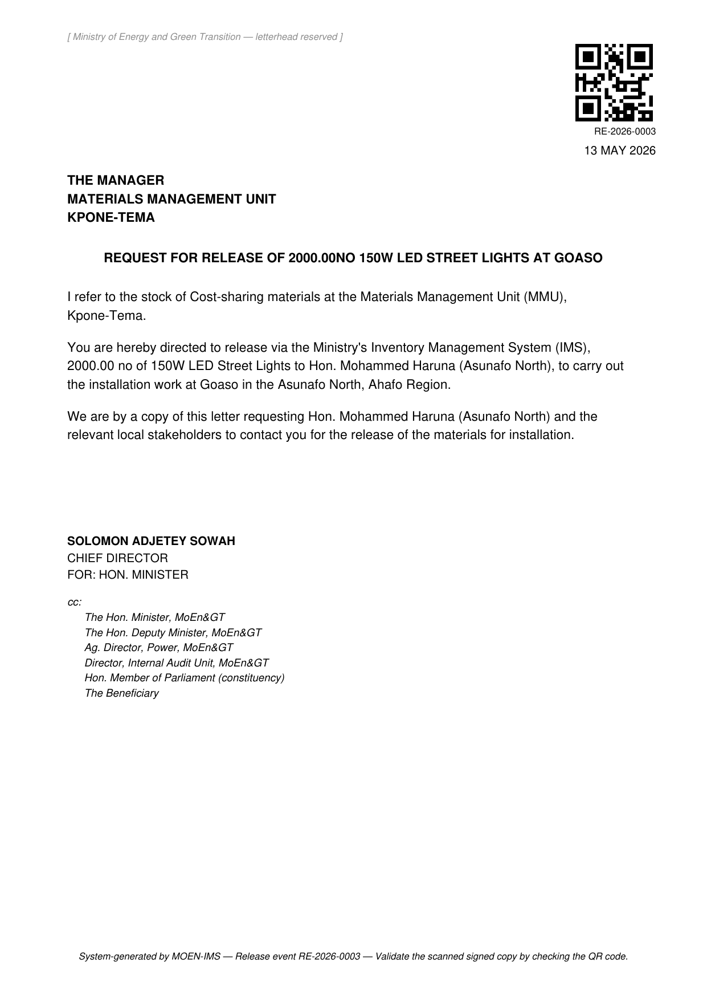 [ Ministry of Energy and Green Transition — letterhead reserved ]
RE-2026-0003
13 MAY 2026
THE MANAGER
MATERIALS MANAGEMENT UNIT
KPONE-TEMA
REQUEST FOR RELEASE OF 2000.00NO 150W LED STREET LIGHTS AT GOASO
I refer to the stock of Cost-sharing materials at the Materials Management Unit (MMU),
Kpone-Tema.
You are hereby directed to release via the Ministry's Inventory Management System (IMS),
2000.00 no of 150W LED Street Lights to Hon. Mohammed Haruna (Asunafo North), to carry out
the installation work at Goaso in the Asunafo North, Ahafo Region.
We are by a copy of this letter requesting Hon. Mohammed Haruna (Asunafo North) and the
relevant local stakeholders to contact you for the release of the materials for installation.
SOLOMON ADJETEY SOWAH
CHIEF DIRECTOR
FOR: HON. MINISTER
cc:
The Hon. Minister, MoEn&GT
The Hon. Deputy Minister, MoEn&GT
Ag. Director, Power, MoEn&GT
Director, Internal Audit Unit, MoEn&GT
Hon. Member of Parliament (constituency)
The Beneficiary
System-generated by MOEN-IMS — Release event RE-2026-0003 — Validate the scanned signed copy by checking the QR code.